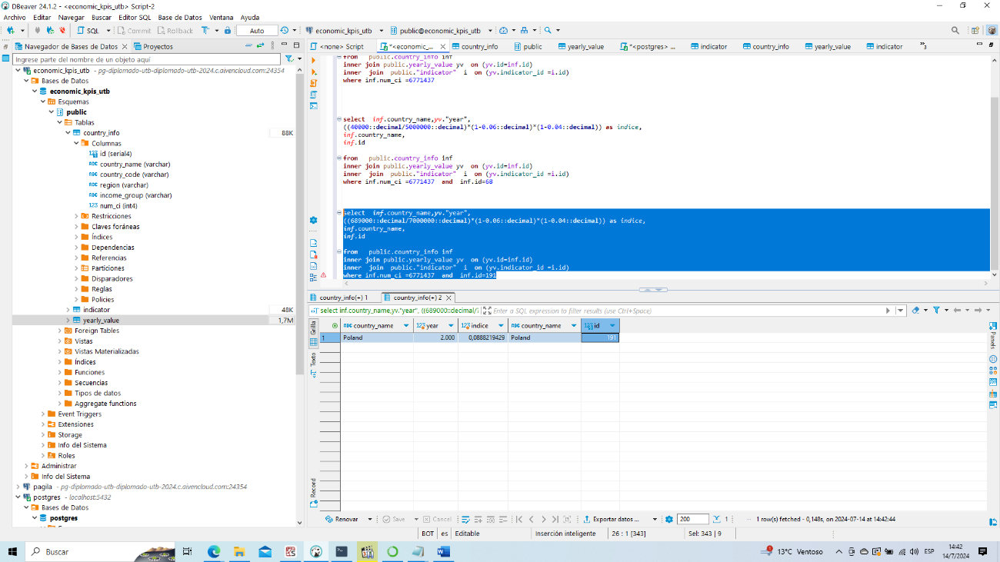 DBeaver 24.1.2 - <economic_kpis_utb> Script-2
Archivo Editar Navegar Buscar Editor SQL Base de Datos Ventana Ayuda
SQL Commit Rollback Auto economic_kpis_utb public@economic_kpis_utb
Navegador de Bases de Datos Proyectos
Ingrese parte del nombre de un objeto aquí
economic_kpis_utb - pg-diplomado-utb-diplomado-utb-2024.c.aivencloud.com:24354
Bases de Datos
economic_kpis_utb
Esquemas
public
Tablas
country_info 88K
Columnas
id (serial4)
country_name (varchar)
country_code (varchar)
region (varchar)
income_group (varchar)
num_ci (int4)
Restricciones
Claves foráneas
Índices
Dependencias
Referencias
Particiones
Disparadores
Reglas
Policies
indicator 48K
yearly_value 1,7M
Foreign Tables
Vistas
Vistas Materializadas
Índices
Funciones
Secuencias
Tipos de datos
Aggregate functions
Event Triggers
Extensiones
Storage
Info del Sistema
Roles
Administrar
Info del Sistema
pagila - pg-diplomado-utb-diplomado-utb-2024.c.aivencloud.com:24354
postgres - localhost:5432
Bases de Datos
postgres
<none> Script *<economic_... country_info public yearly_value *<postgres> ... indicator country_info yearly_value indicator 3
from public.country_info inf
inner join public.yearly_value yv on (yv.id=inf.id)
inner join public."indicator" i on (yv.indicator_id =i.id)
where inf.num_ci =6771437
select inf.country_name,yv."year",
((40000::decimal/5000000::decimal)*(1-0.06::decimal)*(1-0.04::decimal)) as indice,
inf.country_name,
inf.id
from public.country_info inf
inner join public.yearly_value yv on (yv.id=inf.id)
inner join public."indicator" i on (yv.indicator_id =i.id)
where inf.num_ci =6771437 and inf.id=68
select inf.country_name,yv."year",
((689000::decimal/7000000::decimal)*(1-0.06::decimal)*(1-0.04::decimal)) as indice,
inf.country_name,
inf.id
from public.country_info inf
inner join public.yearly_value yv on (yv.id=inf.id)
inner join public."indicator" i on (yv.indicator_id =i.id)
where inf.num_ci =6771437 and inf.id=191
country_info(+) 1 country_info(+) 2
select inf.country_name,yv."year", ((689000::decimal/7 Enter a SQL expression to filter results (use Ctrl+Space)
Grilla
Texto
Record
Panels
country_name year indice country_name id
1 Poland 2.000 0,0888219429 Poland 191
Renovar Save Cancel Exportar datos ... 200 1 1 row(s) fetched - 0,148s, on 2024-07-14 at 14:42:44
BOT es Editable Inserción inteligente 26 : 1 [343] Sel: 343 | 9
Buscar 13°C Ventoso ESP 14:42
14/7/2024